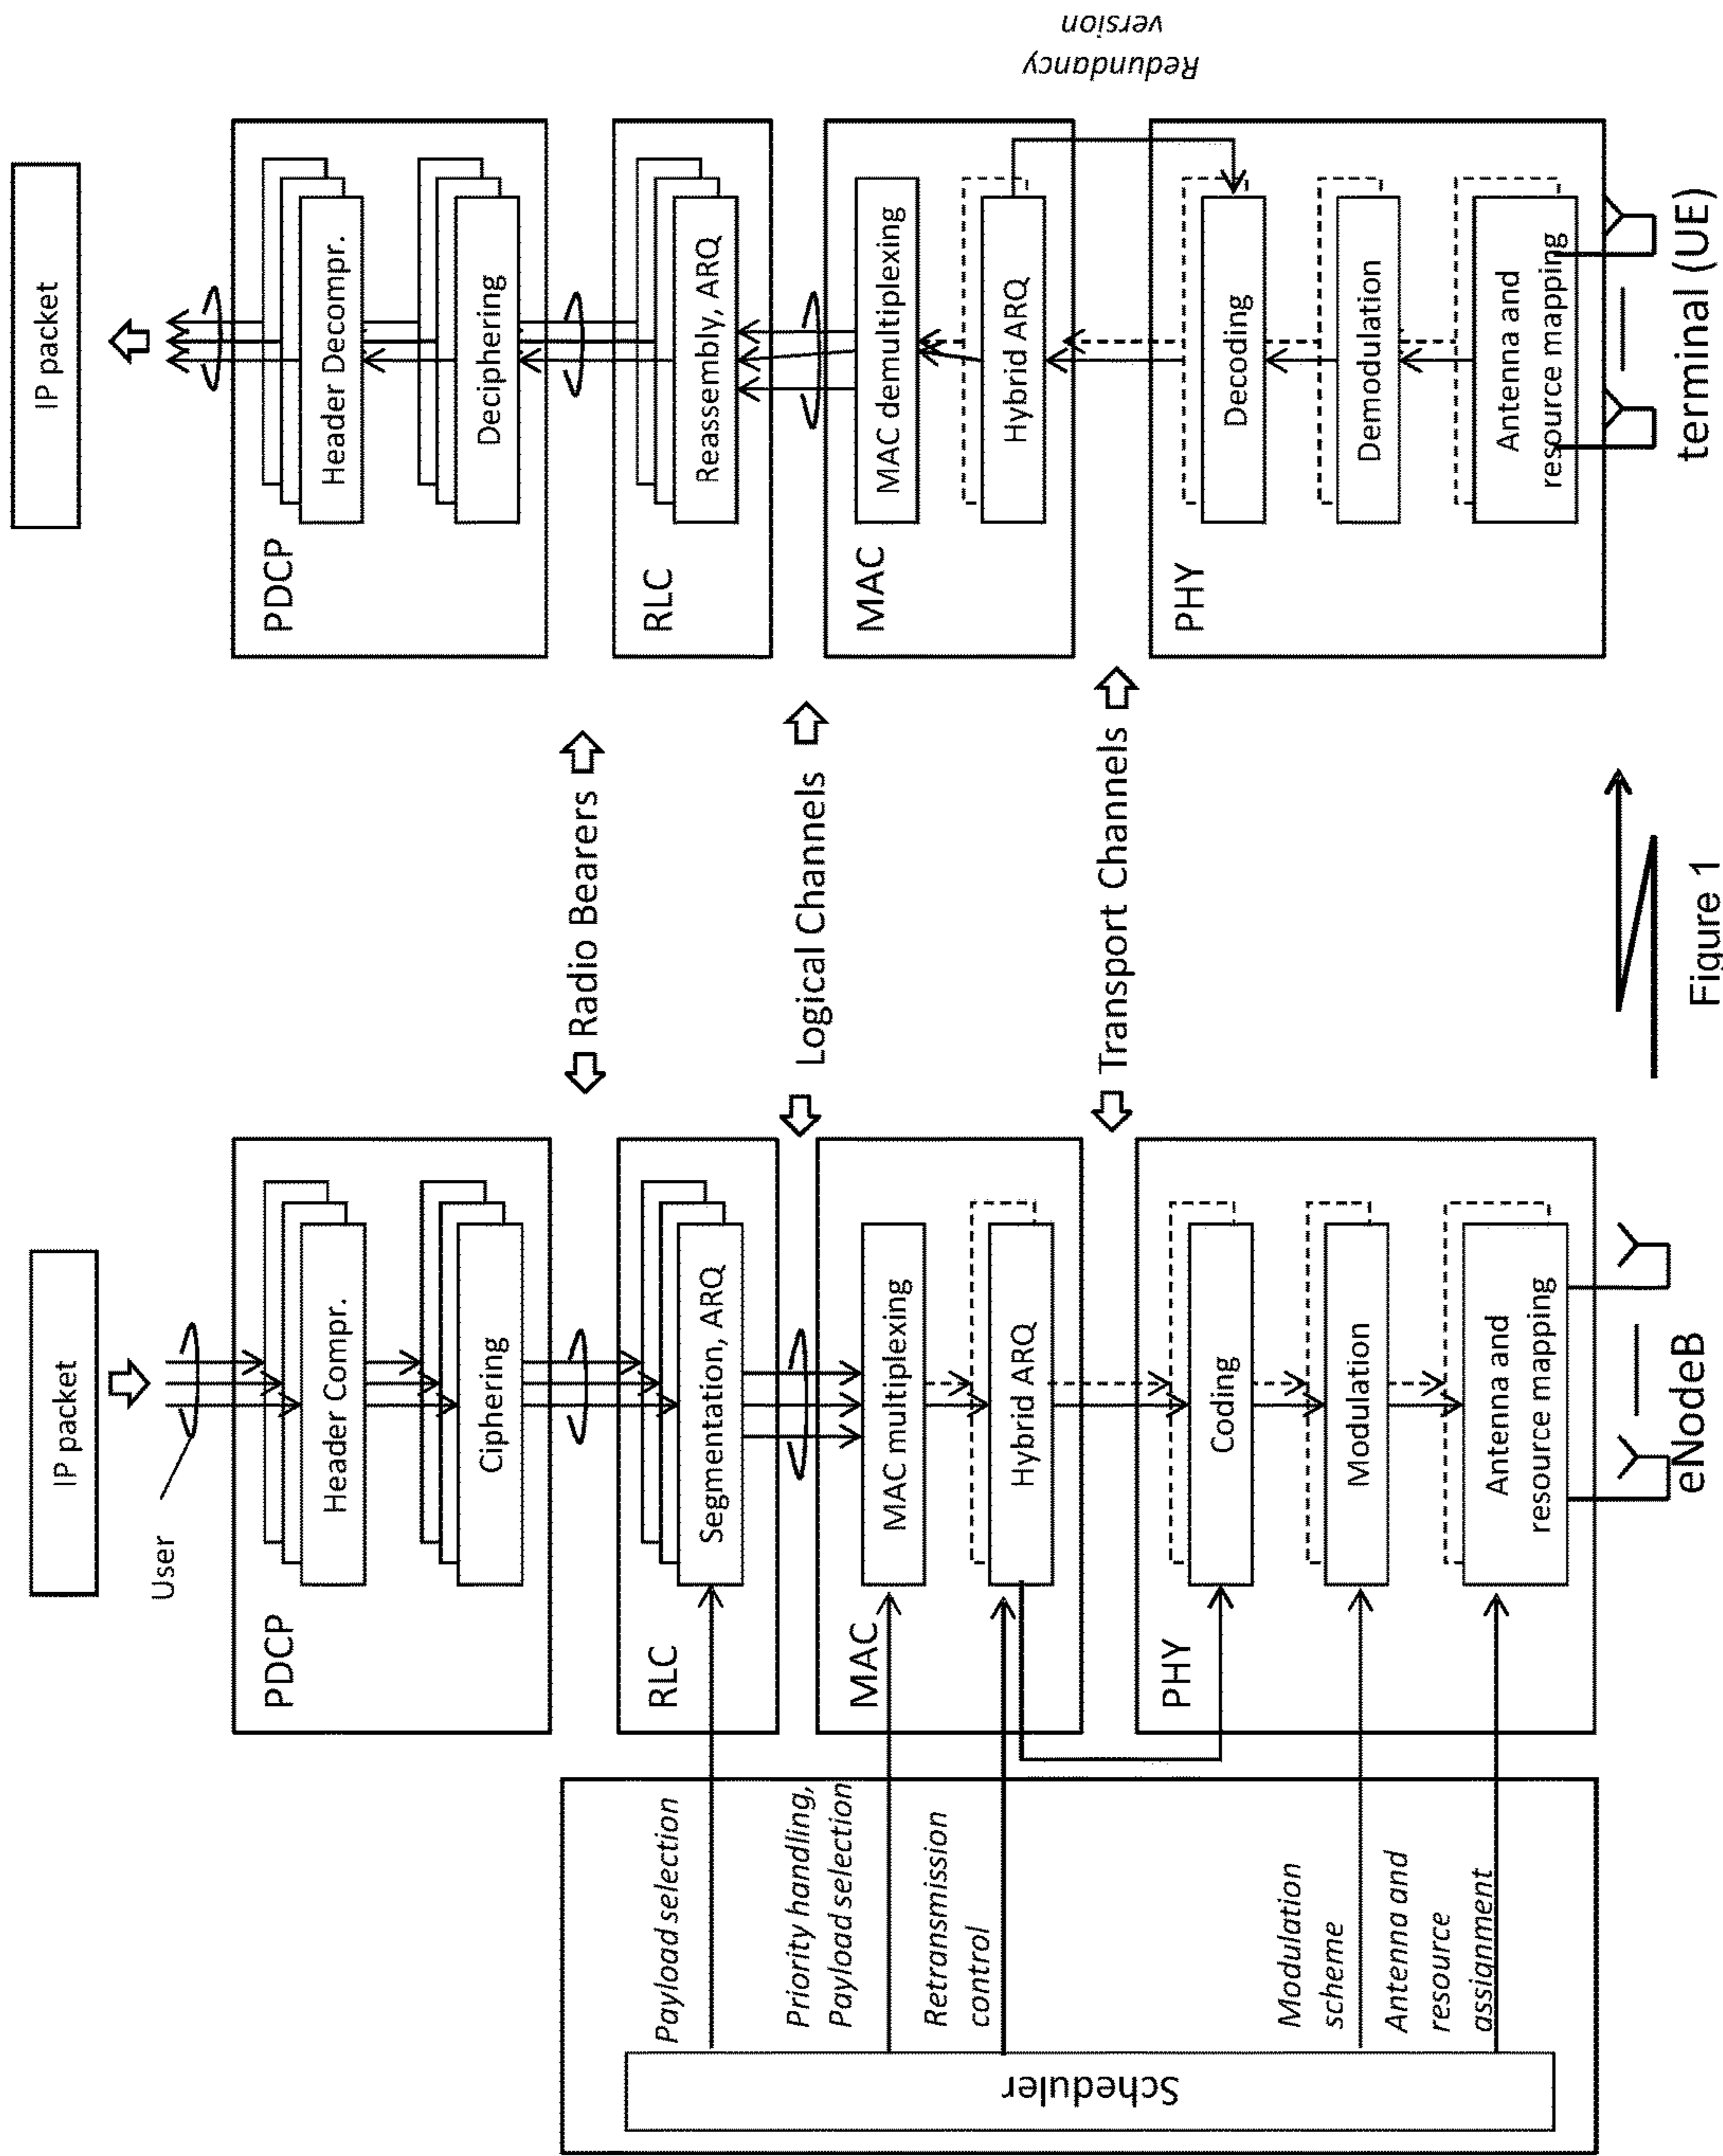 IP packet
User
PDCP
Header Compr.
Ciphering
RLC
Segmentation, ARQ
MAC
MAC multiplexing
Hybrid ARQ
PHY
Coding
Modulation
Antenna and
resource mapping
eNodeB
Scheduler
Payload selection
Priority handling,
Payload selection
Retransmission
control
Modulation
scheme
Antenna and
resource
assignment
Radio Bearers
Logical Channels
Transport Channels
IP packet
PDCP
Header Decompr.
Deciphering
RLC
Reassembly, ARQ
MAC
MAC demultiplexing
Hybrid ARQ
PHY
Decoding
Demodulation
Antenna and
resource mapping
terminal (UE)
Redundancy
version
Figure 1